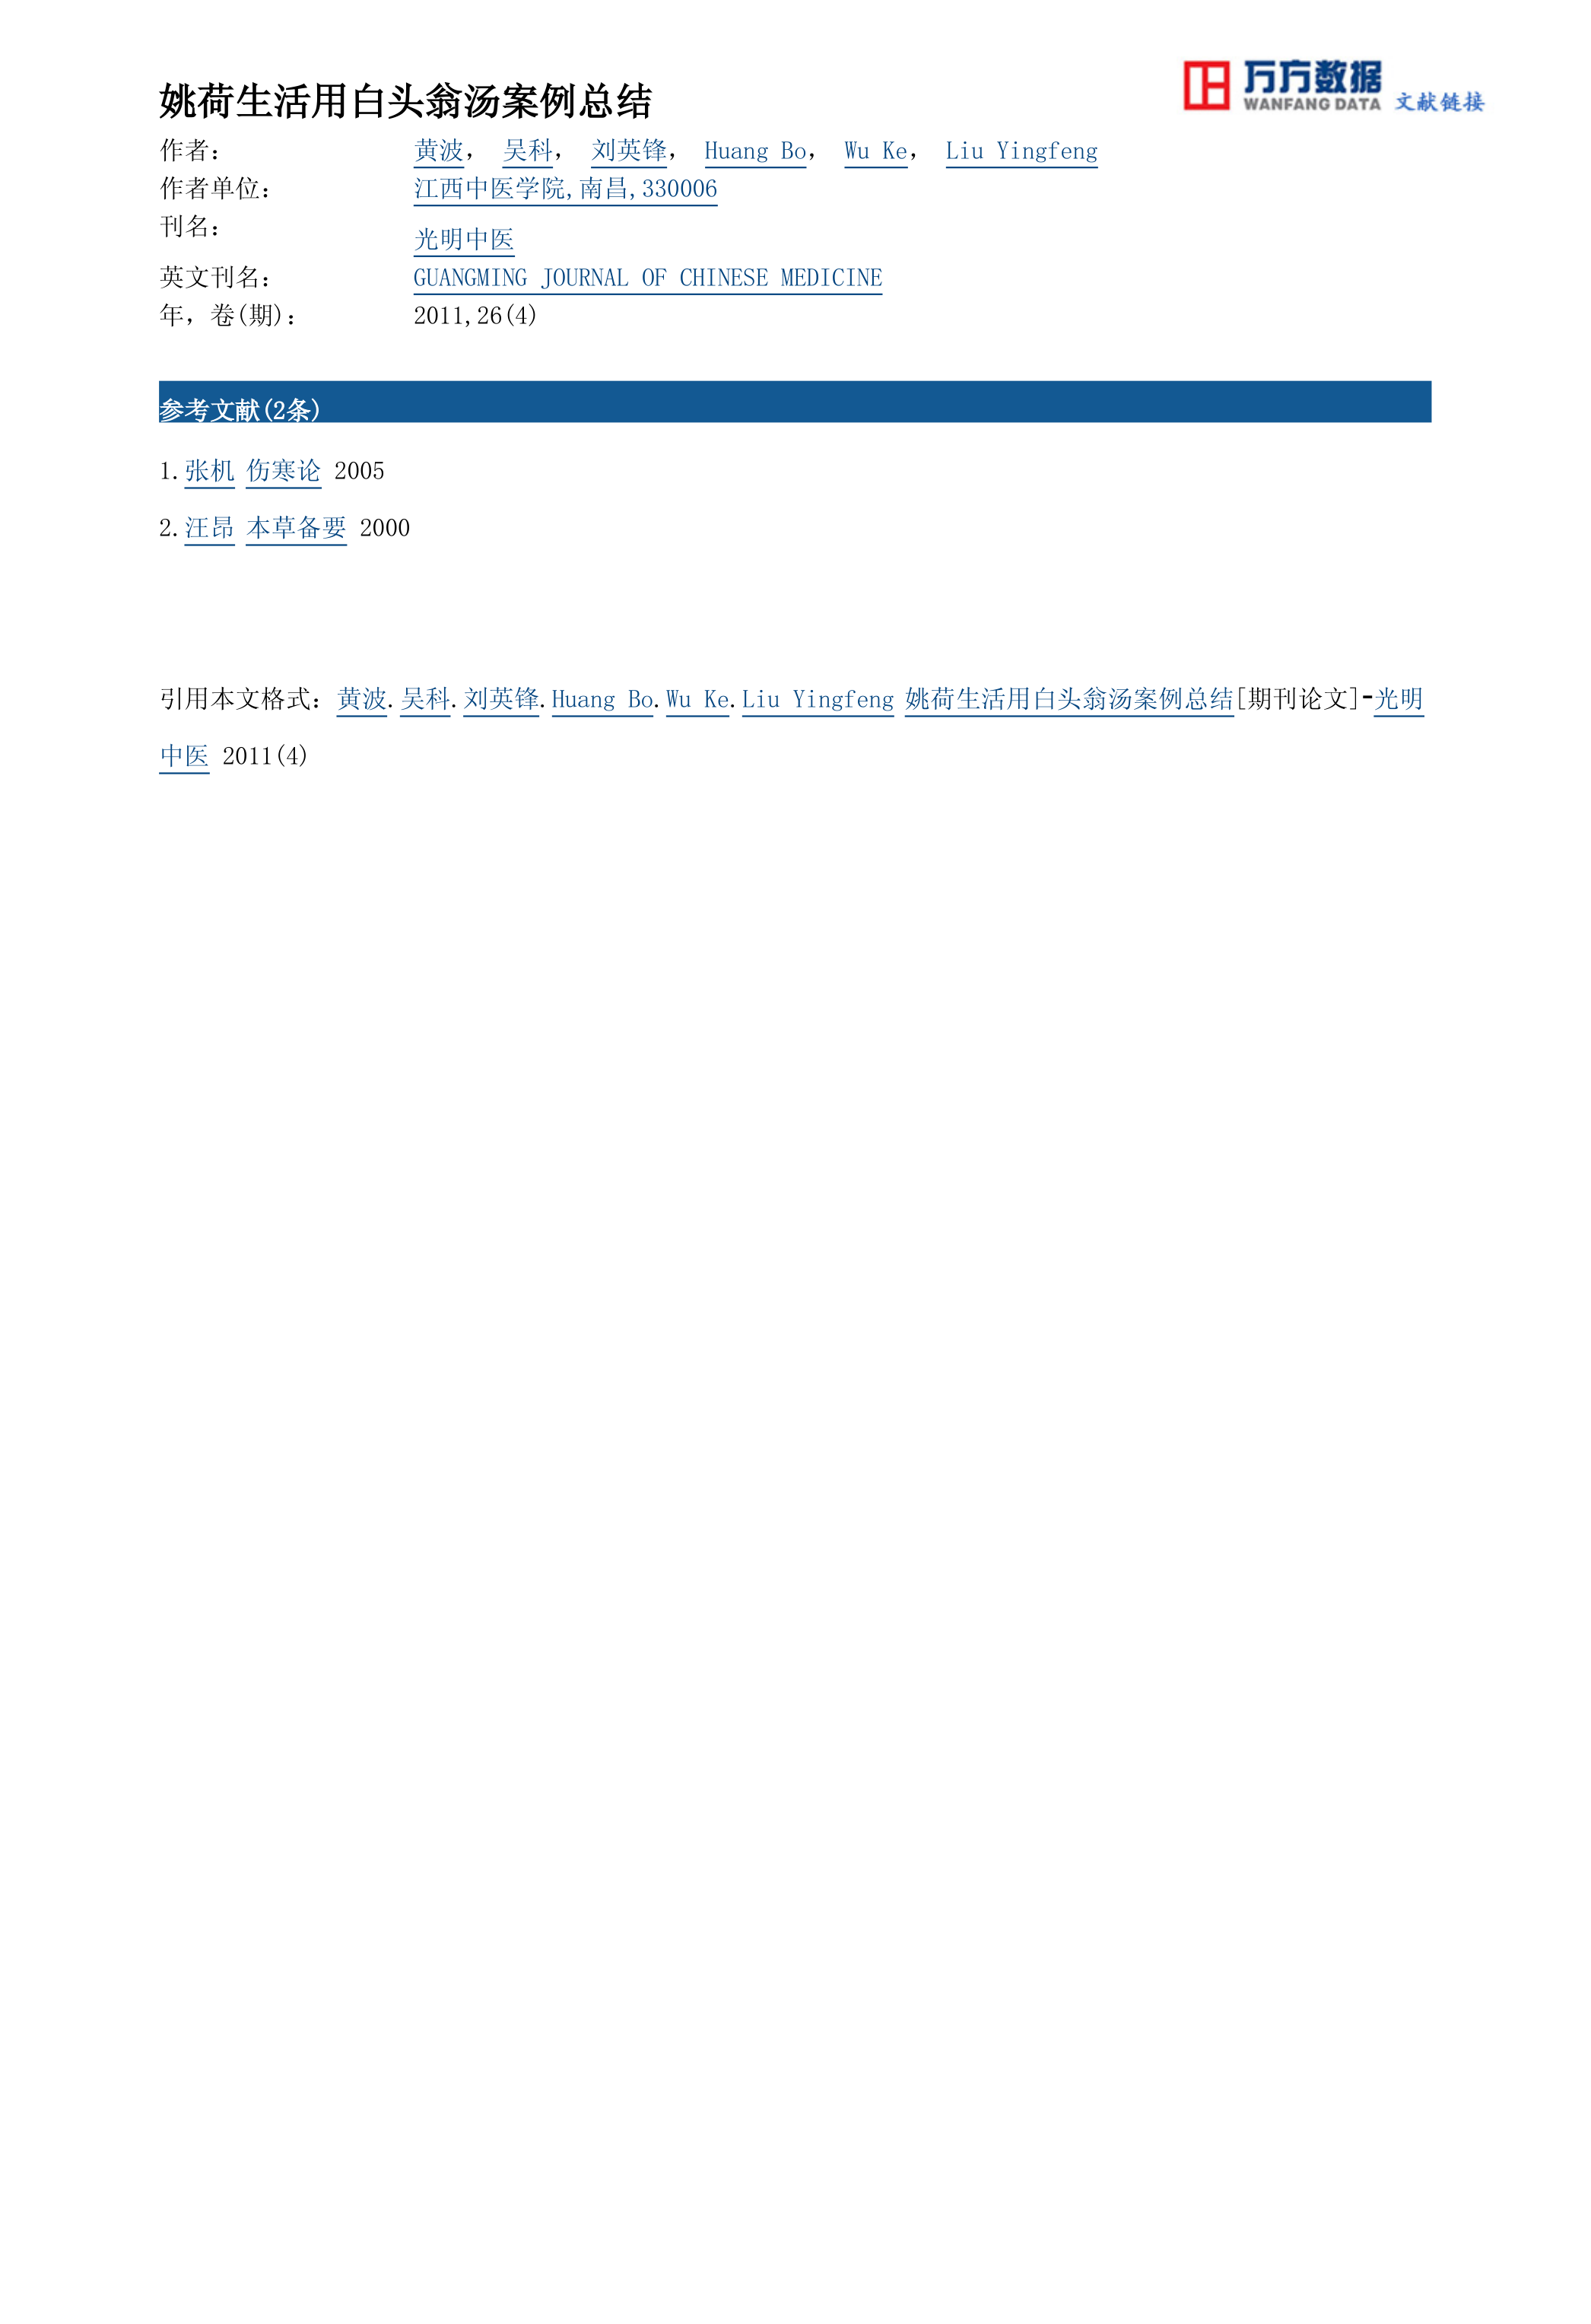 姚荷生活用白头翁汤案例总结
万方数据
WANFANG DATA 文献链接
作者： 黄波， 吴科， 刘英锋， Huang Bo， Wu Ke， Liu Yingfeng
作者单位： 江西中医学院,南昌,330006
刊名： 光明中医
英文刊名： GUANGMING JOURNAL OF CHINESE MEDICINE
年，卷(期)： 2011,26(4)
参考文献(2条)
1.张机 伤寒论 2005
2.汪昂 本草备要 2000
引用本文格式：黄波.吴科.刘英锋.Huang Bo.Wu Ke.Liu Yingfeng 姚荷生活用白头翁汤案例总结[期刊论文]-光明
中医 2011(4)